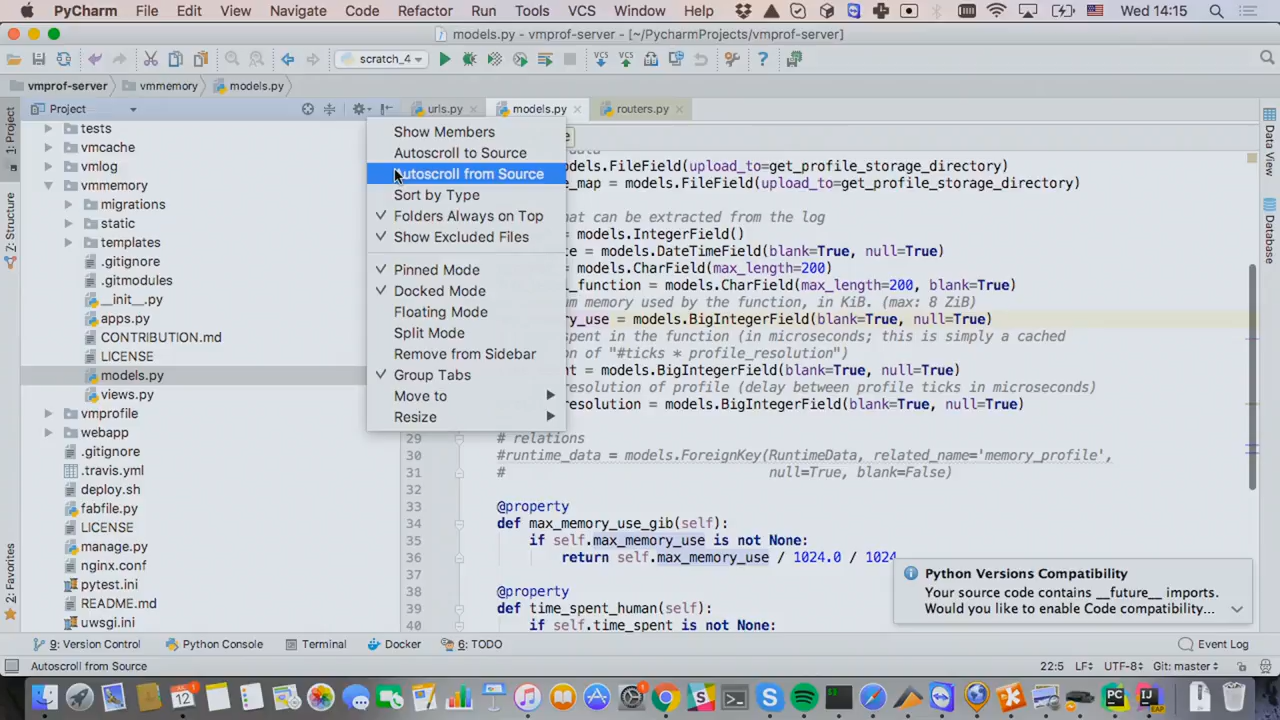 PyCharm File Edit View Navigate Code Refactor Run Tools VCS Window Help Wed 14:15
models.py - vmprof-server - [~/PycharmProjects/vmprof-server]
scratch_4
vmprof-server vmmemory models.py
Project urls.py models.py routers.py
1: Project
Z: Structure
2: Favorites
tests
vmcache
vmlog
vmmemory
migrations
static
templates
.gitignore
.gitmodules
__init__.py
apps.py
CONTRIBUTION.md
LICENSE
models.py
views.py
vmprofile
webapp
.gitignore
.travis.yml
deploy.sh
fabfile.py
LICENSE
manage.py
nginx.conf
pytest.ini
README.md
uwsgi.ini
Show Members
Autoscroll to Source
Autoscroll from Source
Sort by Type
Folders Always on Top
Show Excluded Files
Pinned Mode
Docked Mode
Floating Mode
Split Mode
Remove from Sidebar
Group Tabs
Move to
Resize
models.FileField(upload_to=get_profile_storage_directory)
e_map = models.FileField(upload_to=get_profile_storage_directory)
hat can be extracted from the log
models.IntegerField()
e = models.DateTimeField(blank=True, null=True)
= models.CharField(max_length=200)
l_function = models.CharField(max_length=200, blank=True)
um memory used by the function, in KiB. (max: 8 ZiB)
ry_use = models.BigIntegerField(blank=True, null=True)
spent in the function (in microseconds; this is simply a cached
on of "#ticks * profile_resolution")
nt = models.BigIntegerField(blank=True, null=True)
resolution of profile (delay between profile ticks in microseconds)
resolution = models.BigIntegerField(blank=True, null=True)
29 # relations
30 #runtime_data = models.ForeignKey(RuntimeData, related_name='memory_profile',
31 # null=True, blank=False)
32
33 @property
34 def max_memory_use_gib(self):
35 if self.max_memory_use is not None:
36 return self.max_memory_use / 1024.0 / 1024
37
38 @property
39 def time_spent_human(self):
40 if self.time_spent is not None:
Database
Python Versions Compatibility
Your source code contains __future__ imports.
Would you like to enable Code compatibility...
9: Version Control Python Console Terminal Docker 6: TODO Event Log
Autoscroll from Source 22:5 LF÷ UTF-8÷ Git: master÷